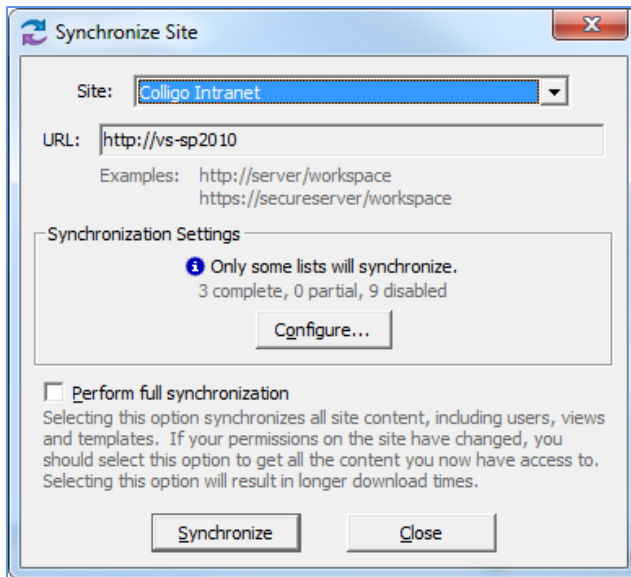 Synchronize Site
Site: Colligo Intranet
URL: http://vs-sp2010
Examples: http://server/workspace
https://secureserver/workspace
Synchronization Settings
Only some lists will synchronize.
3 complete, 0 partial, 9 disabled
Configure...
Perform full synchronization
Selecting this option synchronizes all site content, including users, views
and templates. If your permissions on the site have changed, you
should select this option to get all the content you now have access to.
Selecting this option will result in longer download times.
Synchronize Close